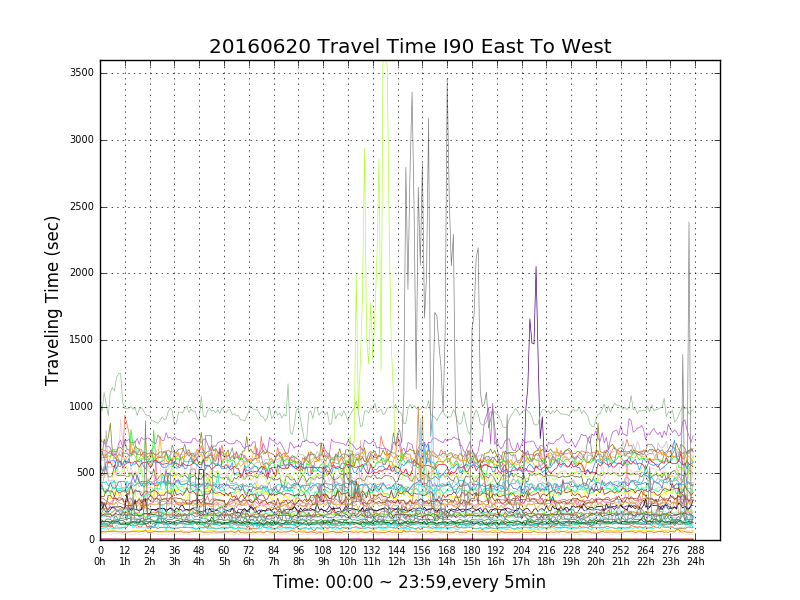 20160620 Travel Time I90 East To West
3500
3000
2500
2000
1500
1000
500
0
Traveling Time (sec)
0 12 24 36 48 60 72 84 96 108 120 132 144 156 168 180 192 204 216 228 240 252 264 276 288
0h 1h 2h 3h 4h 5h 6h 7h 8h 9h 10h 11h 12h 13h 14h 15h 16h 17h 18h 19h 20h 21h 22h 23h 24h
Time: 00:00 ~ 23:59,every 5min